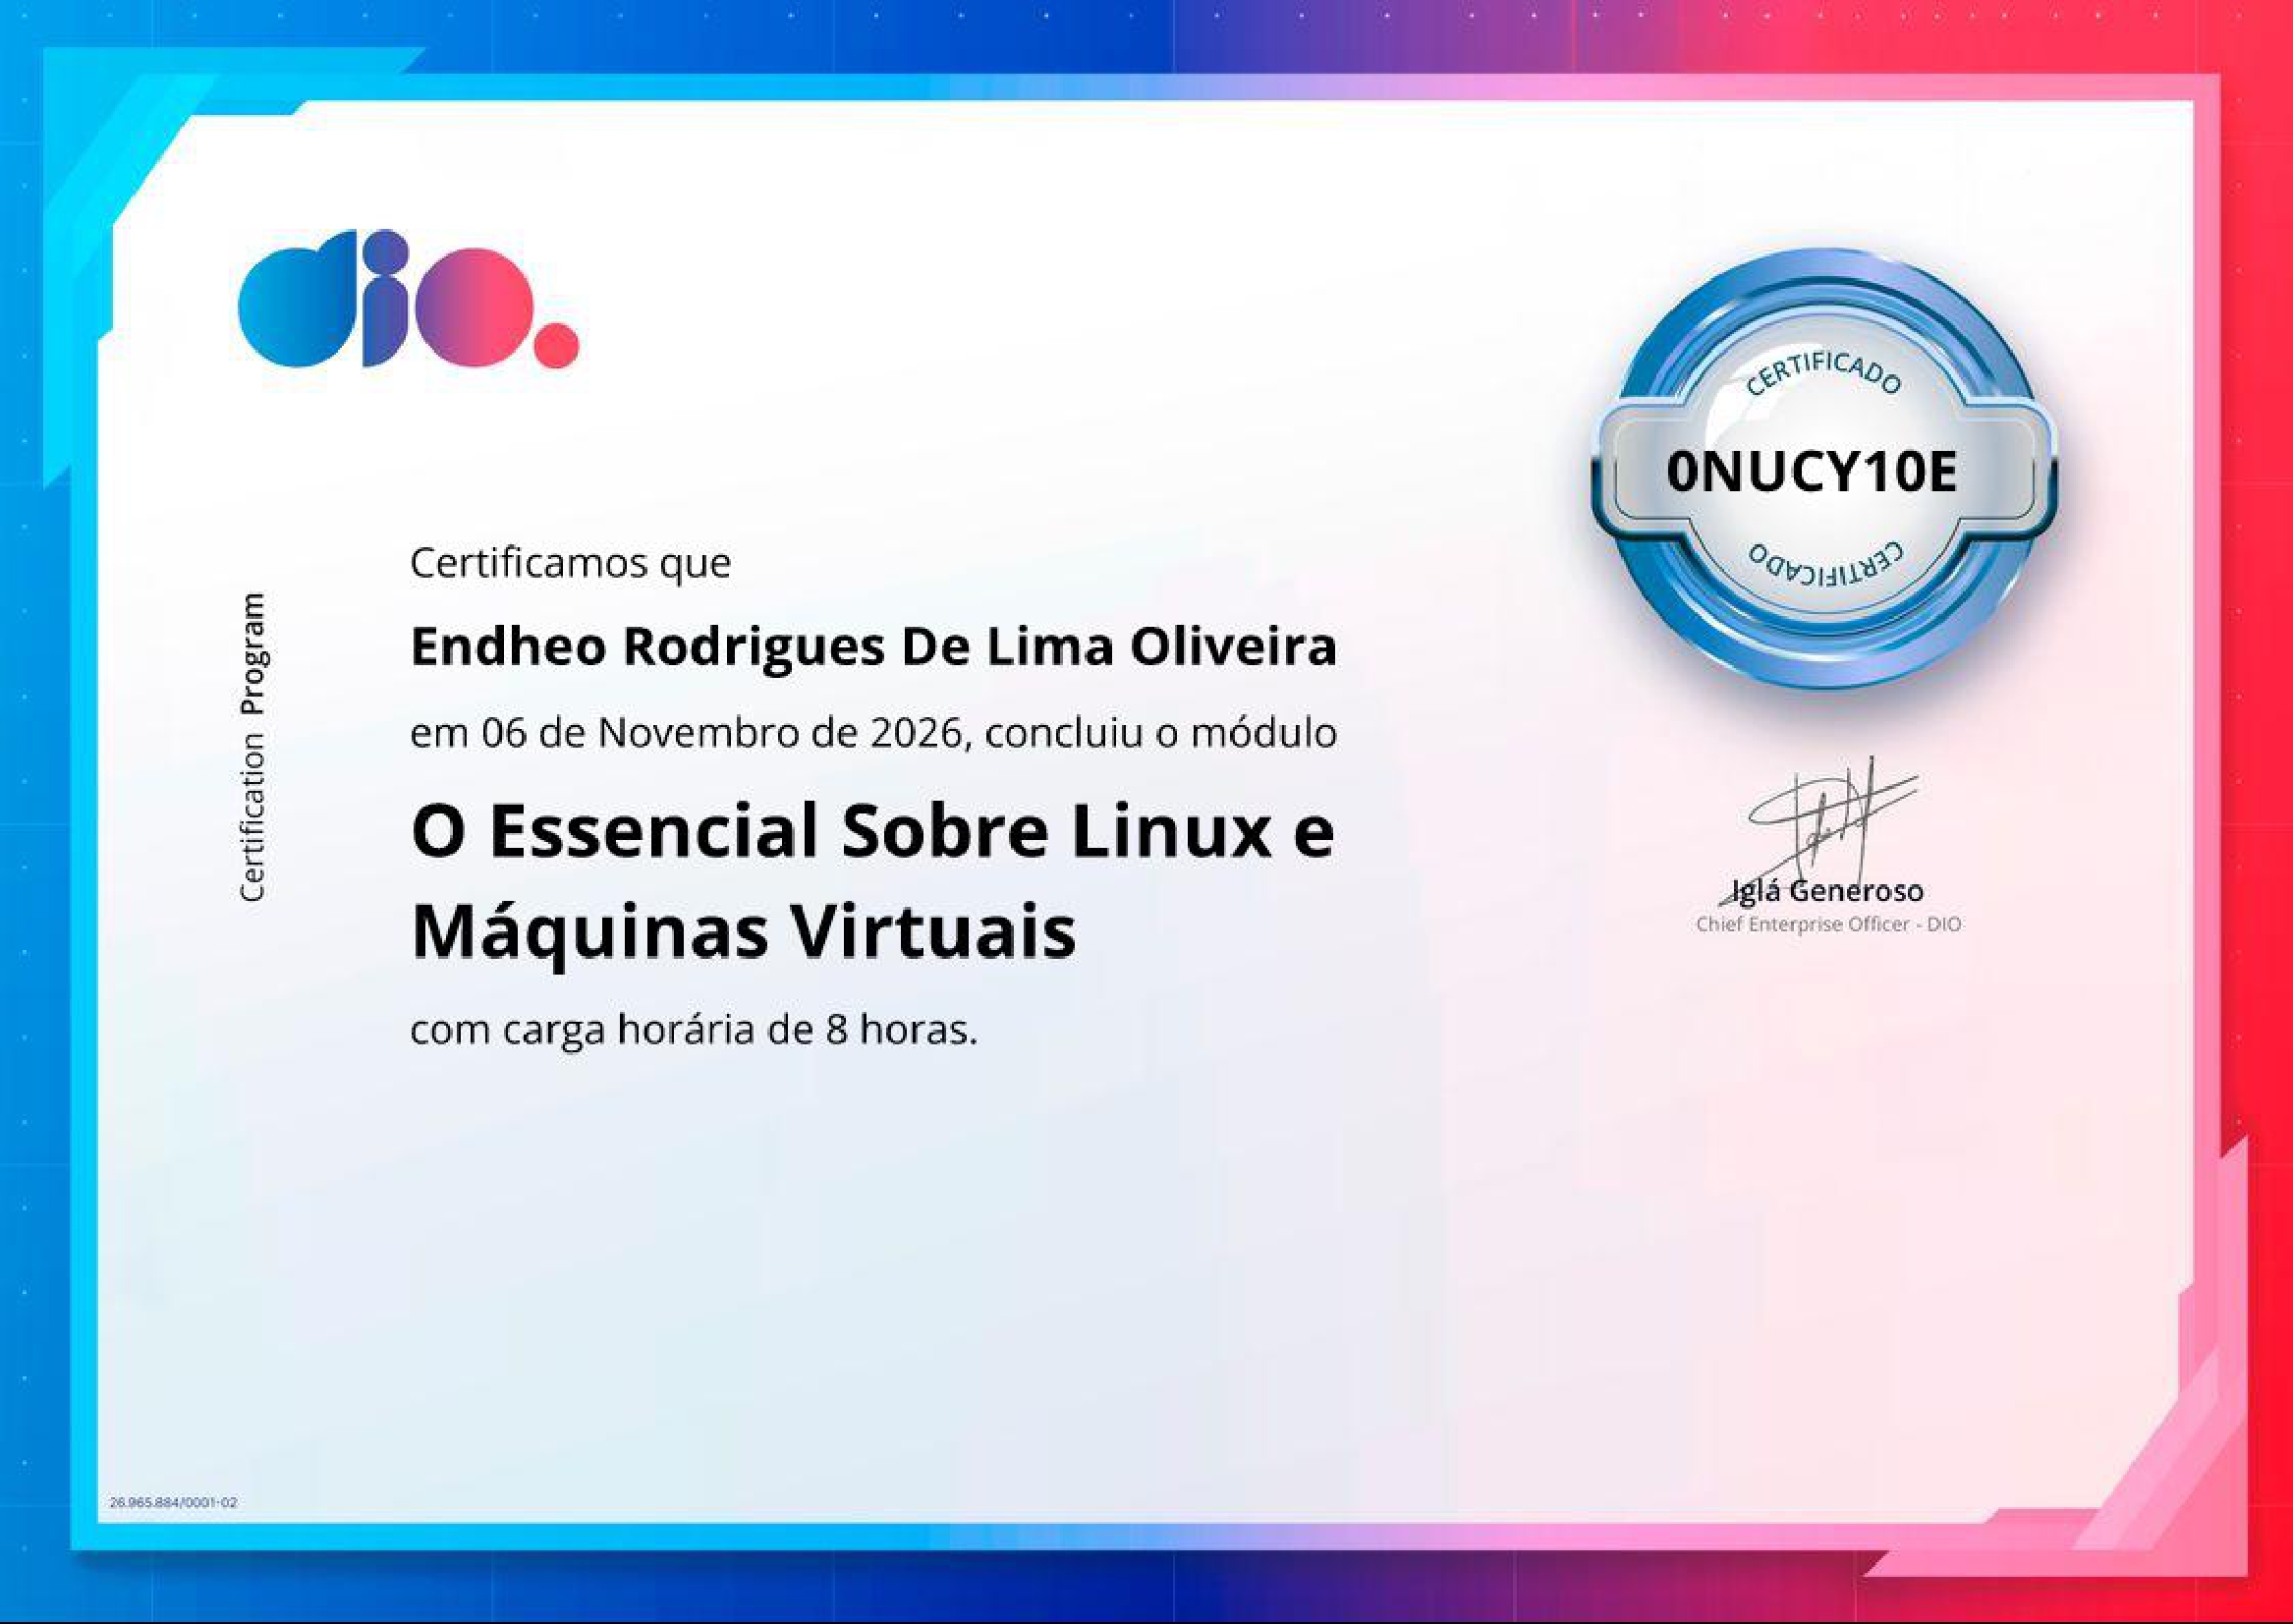 dio.
CERTIFICADO
0NUCY10E
CERTIFICADO
Certification Program
Certificamos que
Endheo Rodrigues De Lima Oliveira
em 06 de Novembro de 2026, concluiu o módulo
O Essencial Sobre Linux e
Máquinas Virtuais
com carga horária de 8 horas.
Iglá Generoso
Chief Enterprise Officer - DIO
26.965.884/0001-02